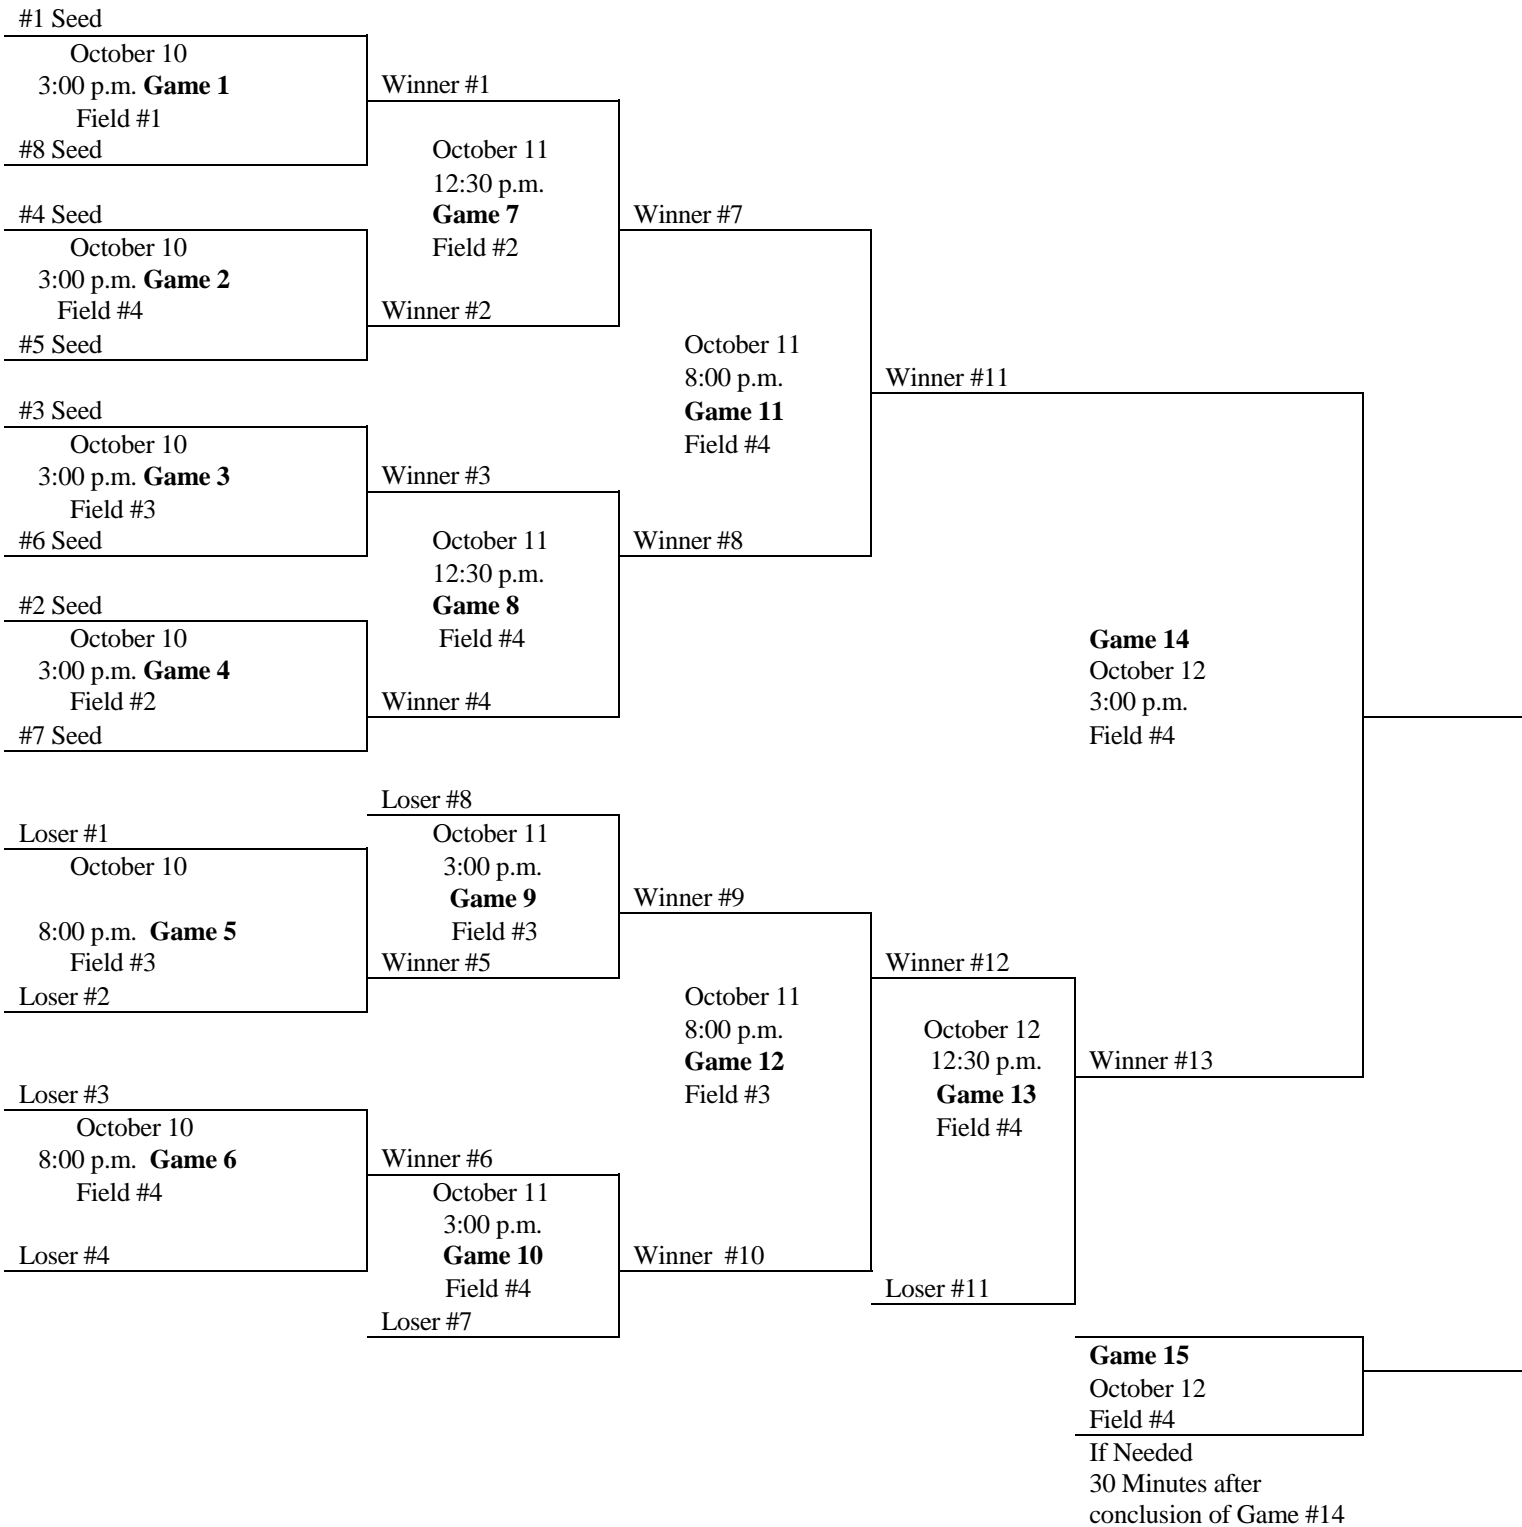 #1 Seed
October 10
3:00 p.m. Game 1
Field #1
#8 Seed
#4 Seed
October 10
3:00 p.m. Game 2
Field #4
#5 Seed
#3 Seed
October 10
3:00 p.m. Game 3
Field #3
#6 Seed
#2 Seed
October 10
3:00 p.m. Game 4
Field #2
#7 Seed
Loser #1
October 10
8:00 p.m. Game 5
Field #3
Loser #2
Loser #3
October 10
8:00 p.m. Game 6
Field #4
Loser #4
Winner #1
October 11
12:30 p.m.
Game 7
Field #2
Winner #2
Winner #3
October 11
12:30 p.m.
Game 8
Field #4
Winner #4
Loser #8
October 11
3:00 p.m.
Game 9
Field #3
Winner #5
Winner #6
October 11
3:00 p.m.
Game 10
Field #4
Loser #7
Winner #7
October 11
8:00 p.m.
Game 11
Field #4
Winner #8
Winner #9
October 11
8:00 p.m.
Game 12
Field #3
Winner #10
Winner #11
Winner #12
October 12
12:30 p.m.
Game 13
Field #4
Loser #11
Game 14
October 12
3:00 p.m.
Field #4
Winner #13
Game 15
October 12
Field #4
If Needed
30 Minutes after
conclusion of Game #14